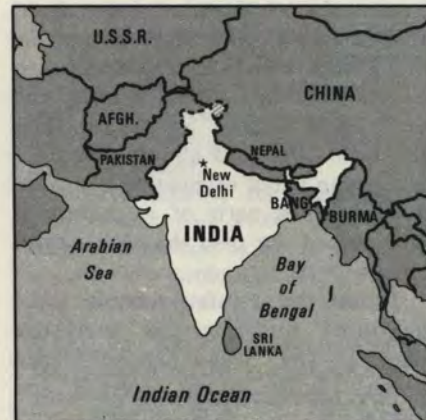 U.S.S.R.
CHINA
AFGH.
PAKISTAN
NEPAL
New
Delhi
BANG.
BURMA
INDIA
Arabian
Sea
Bay
of
Bengal
SRI
LANKA
Indian Ocean